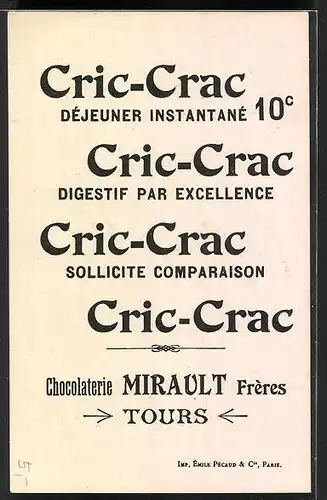 Cric-Crac
DÉJEUNER INSTANTANÉ 10c
Cric-Crac
DIGESTIF PAR EXCELLENCE
Cric-Crac
SOLLICITE COMPARAISON
Cric-Crac
Chocolaterie MIRAULT Frères
TOURS
IMP. ÉMILE PÉCAUD & Cie, PARIS.